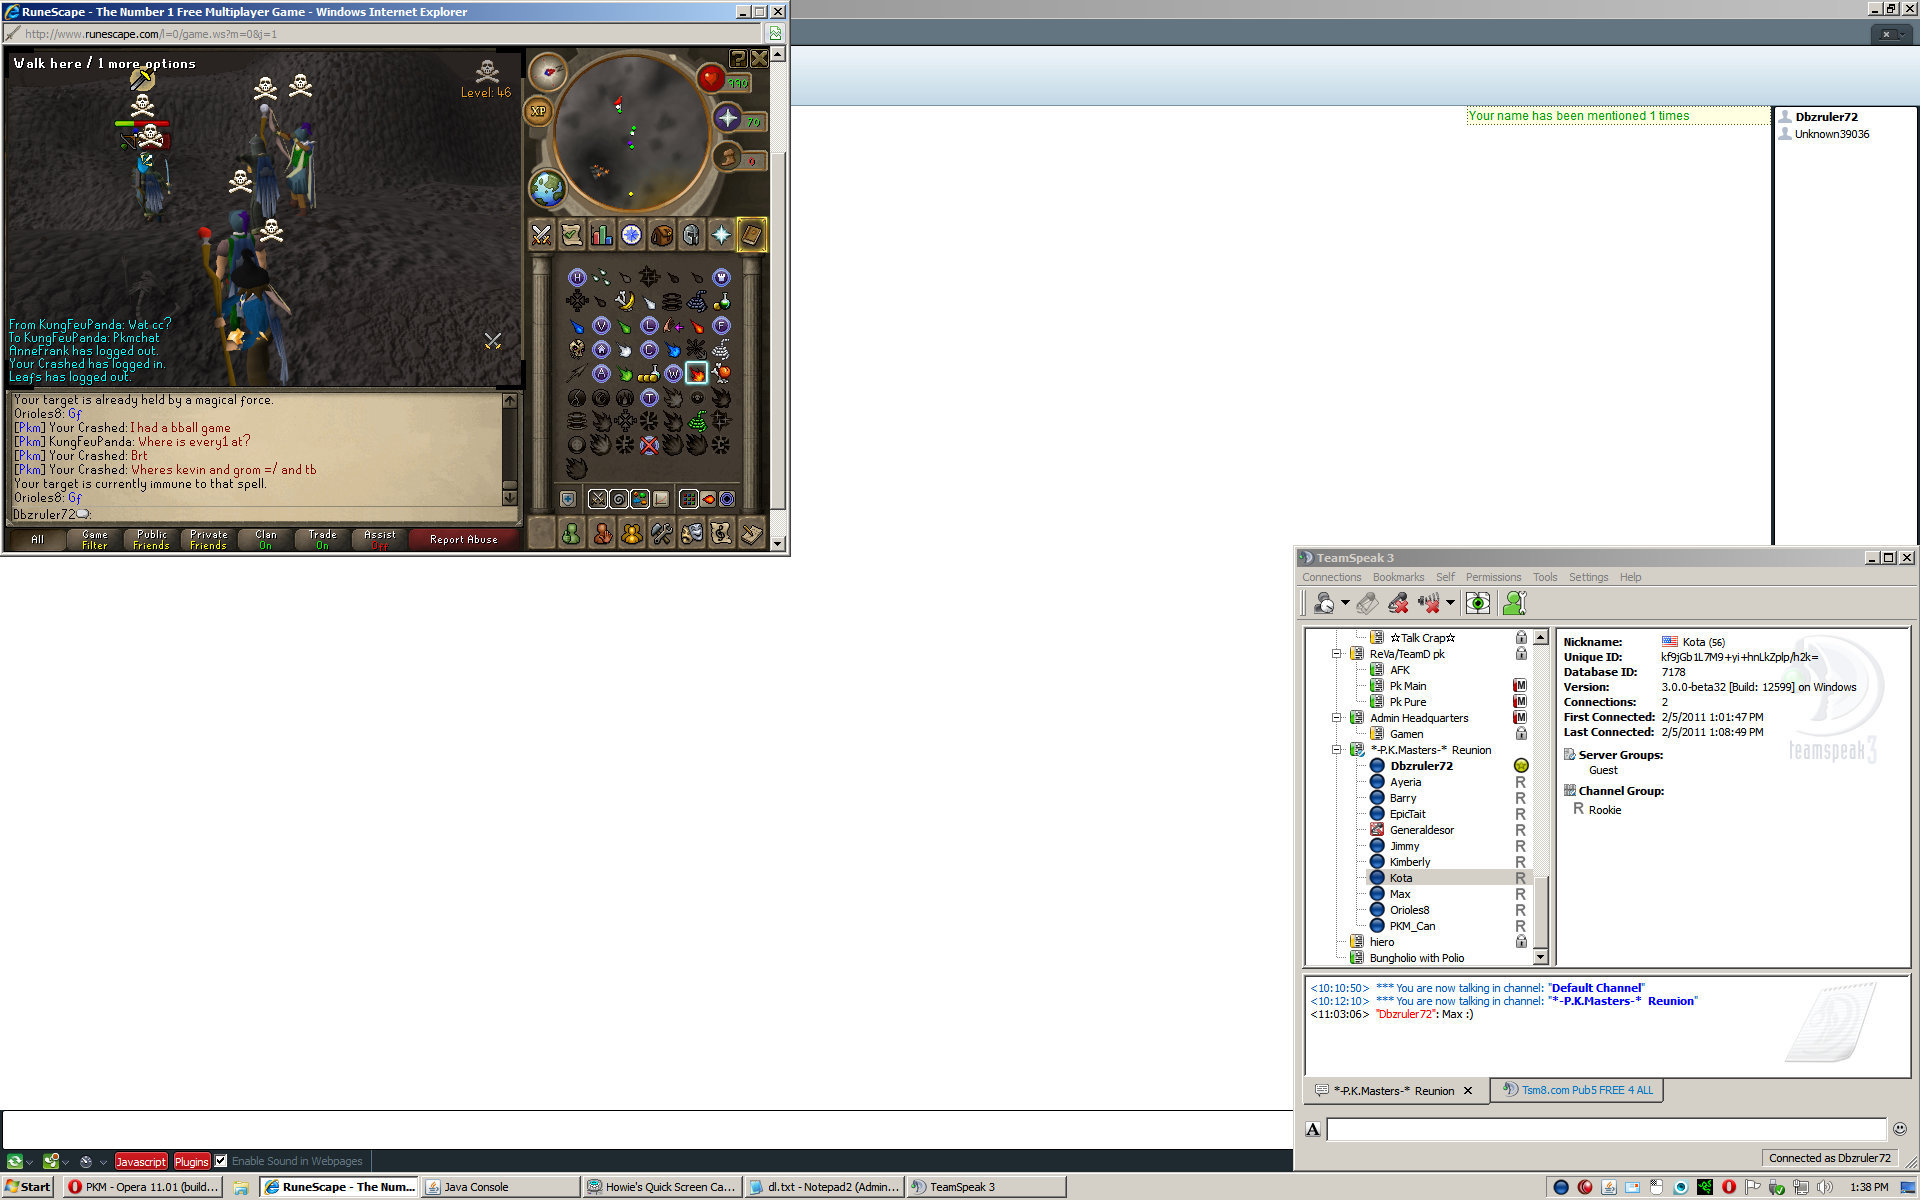 RuneScape - The Number 1 Free Multiplayer Game - Windows Internet Explorer
http://www.runescape.com/l=0/game.ws?m=0&j=1
Walk here / 1 more options
Level: 46
990
XP
70
0
From KungFeuPanda: Wat cc?
To KungFeuPanda: Pkmchat
AnneFrank has logged out.
Your Crashed has logged in.
Leafs has logged out.
Your target is already held by a magical force.
Orioles8: Gf
[Pkm] Your Crashed: I had a bball game
[Pkm] KungFeuPanda: Where is every1 at?
[Pkm] Your Crashed: Brt
[Pkm] Your Crashed: Wheres kevin and grom =/ and tb
Your target is currently immune to that spell.
Orioles8: Gf
Dbzruler72:
All
Game Filter
Public Friends
Private Friends
Clan On
Trade On
Assist
Report Abuse
Your name has been mentioned 1 times
Dbzruler72
Unknown39036
TeamSpeak 3
Connections Bookmarks Self Permissions Tools Settings Help
☆Talk Crap☆
ReVa/TeamD pk
AFK
Pk Main
Pk Pure
Admin Headquarters
Gamen
*-P.K.Masters-* Reunion
Dbzruler72
Ayeria
Barry
EpicTait
Generaldesor
Jimmy
Kimberly
Kota
Max
Orioles8
PKM_Can
hiero
Bungholio with Polio
Nickname: Kota (56)
Unique ID: kf9jGb1L7M9+yi+hnLkZplp/h2k=
Database ID: 7178
Version: 3.0.0-beta32 [Build: 12599] on Windows
Connections: 2
First Connected: 2/5/2011 1:01:47 PM
Last Connected: 2/5/2011 1:08:49 PM
teamspeak3
Server Groups:
Guest
Channel Group:
R Rookie
<10:10:50> *** You are now talking in channel: "Default Channel"
<10:12:10> *** You are now talking in channel: "*-P.K.Masters-* Reunion"
<11:03:06> "Dbzruler72": Max :)
*-P.K.Masters-* Reunion
Tsm8.com Pub5 FREE 4 ALL
A
Connected as Dbzruler72
Javascript
Plugins
Enable Sound in Webpages
Start
PKM - Opera 11.01 (build...
RuneScape - The Num...
Java Console
Howie's Quick Screen Ca...
dl.txt - Notepad2 (Admin...
TeamSpeak 3
1:38 PM